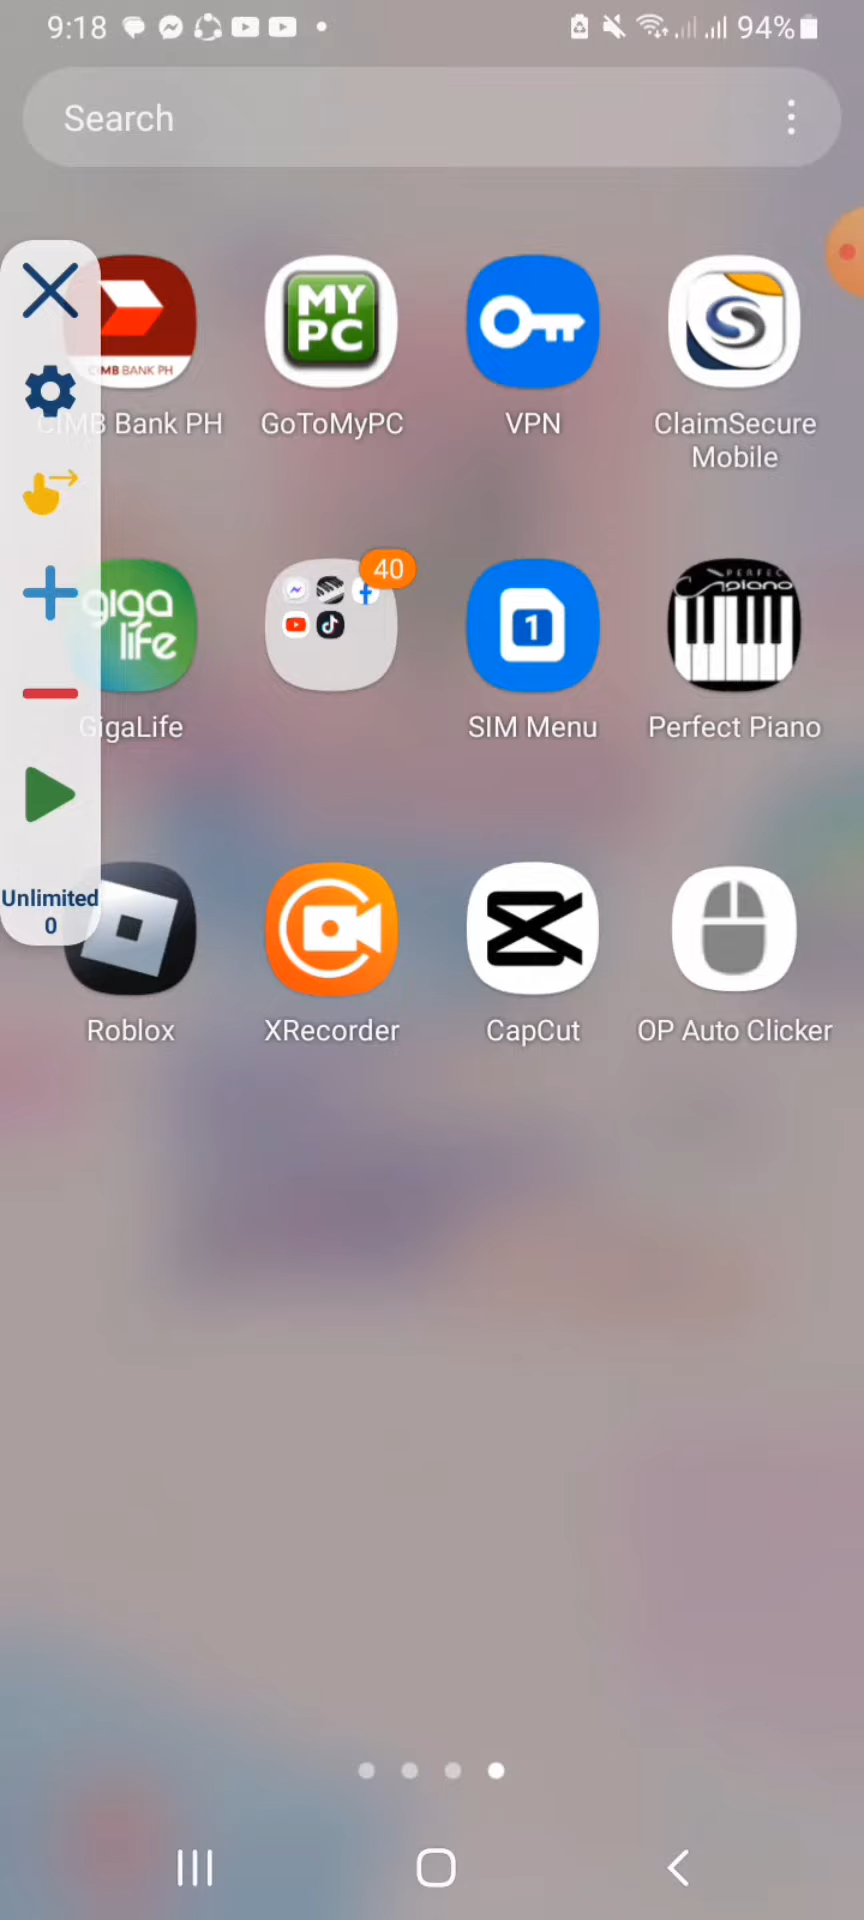 9:18
94%
Search
CIMB BANK PH
MY
PC
CIMB Bank PH
GoToMyPC
VPN
ClaimSecure
Mobile
giga
life
40
1
PERFECT
piano
GigaLife
SIM Menu
Perfect Piano
Unlimited
0
Roblox
XRecorder
CapCut
OP Auto Clicker